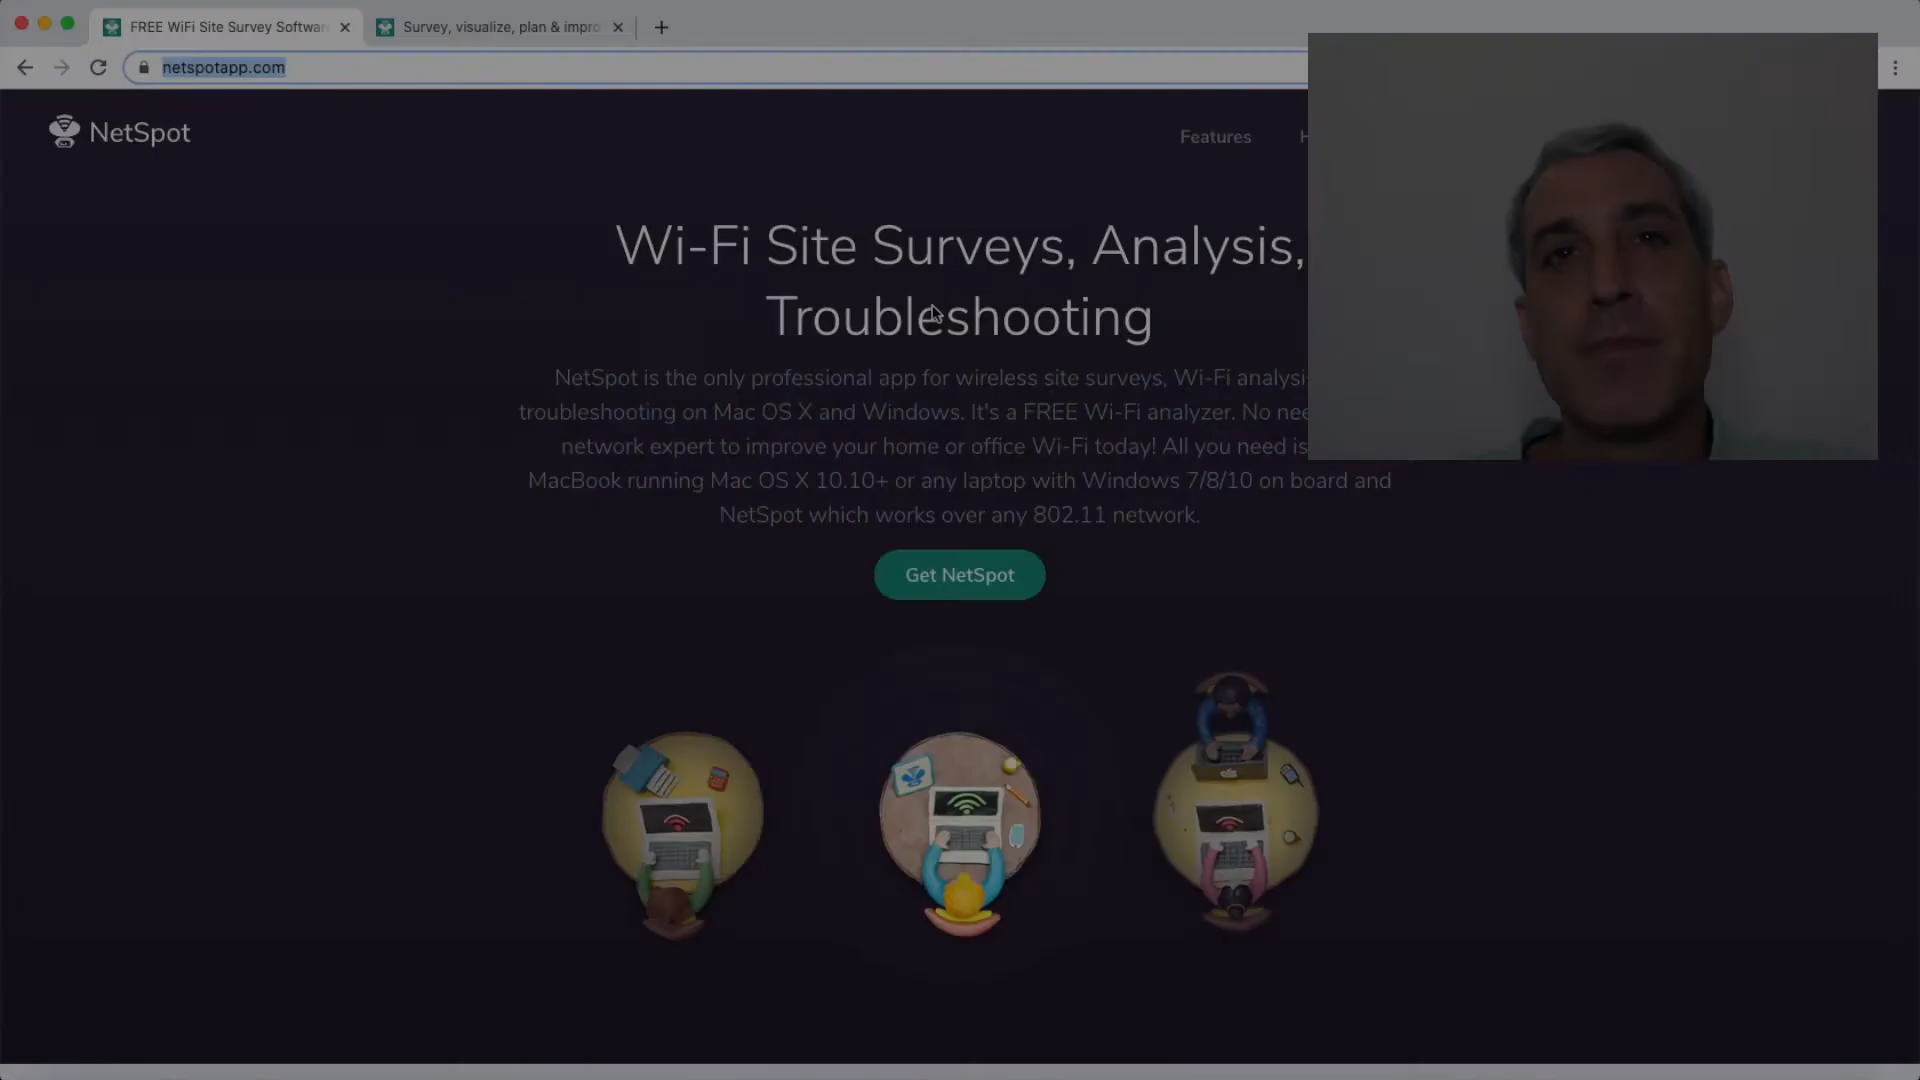 FREE WiFi Site Survey Softwar
Survey, visualize, plan & impro
netspotapp.com
NetSpot
Features
H
Wi-Fi Site Surveys, Analysis,
Troubleshooting
NetSpot is the only professional app for wireless site surveys, Wi-Fi analysi
troubleshooting on Mac OS X and Windows. It's a FREE Wi-Fi analyzer. No nee
network expert to improve your home or office Wi-Fi today! All you need is
MacBook running Mac OS X 10.10+ or any laptop with Windows 7/8/10 on board and
NetSpot which works over any 802.11 network.
Get NetSpot